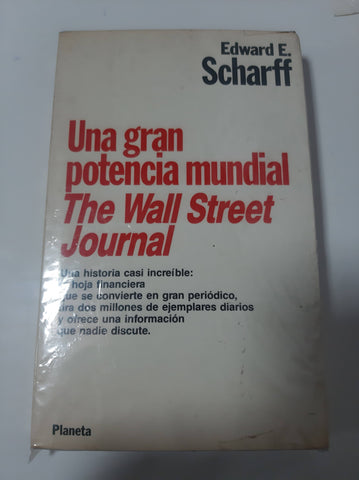 Edward E.
Scharff
Una gran
potencia mundial
The Wall Street
Journal
Una historia casi increíble:
hoja financiera
que se convierte en gran periódico,
tira dos millones de ejemplares diarios
y ofrece una información
que nadie discute.
Planeta